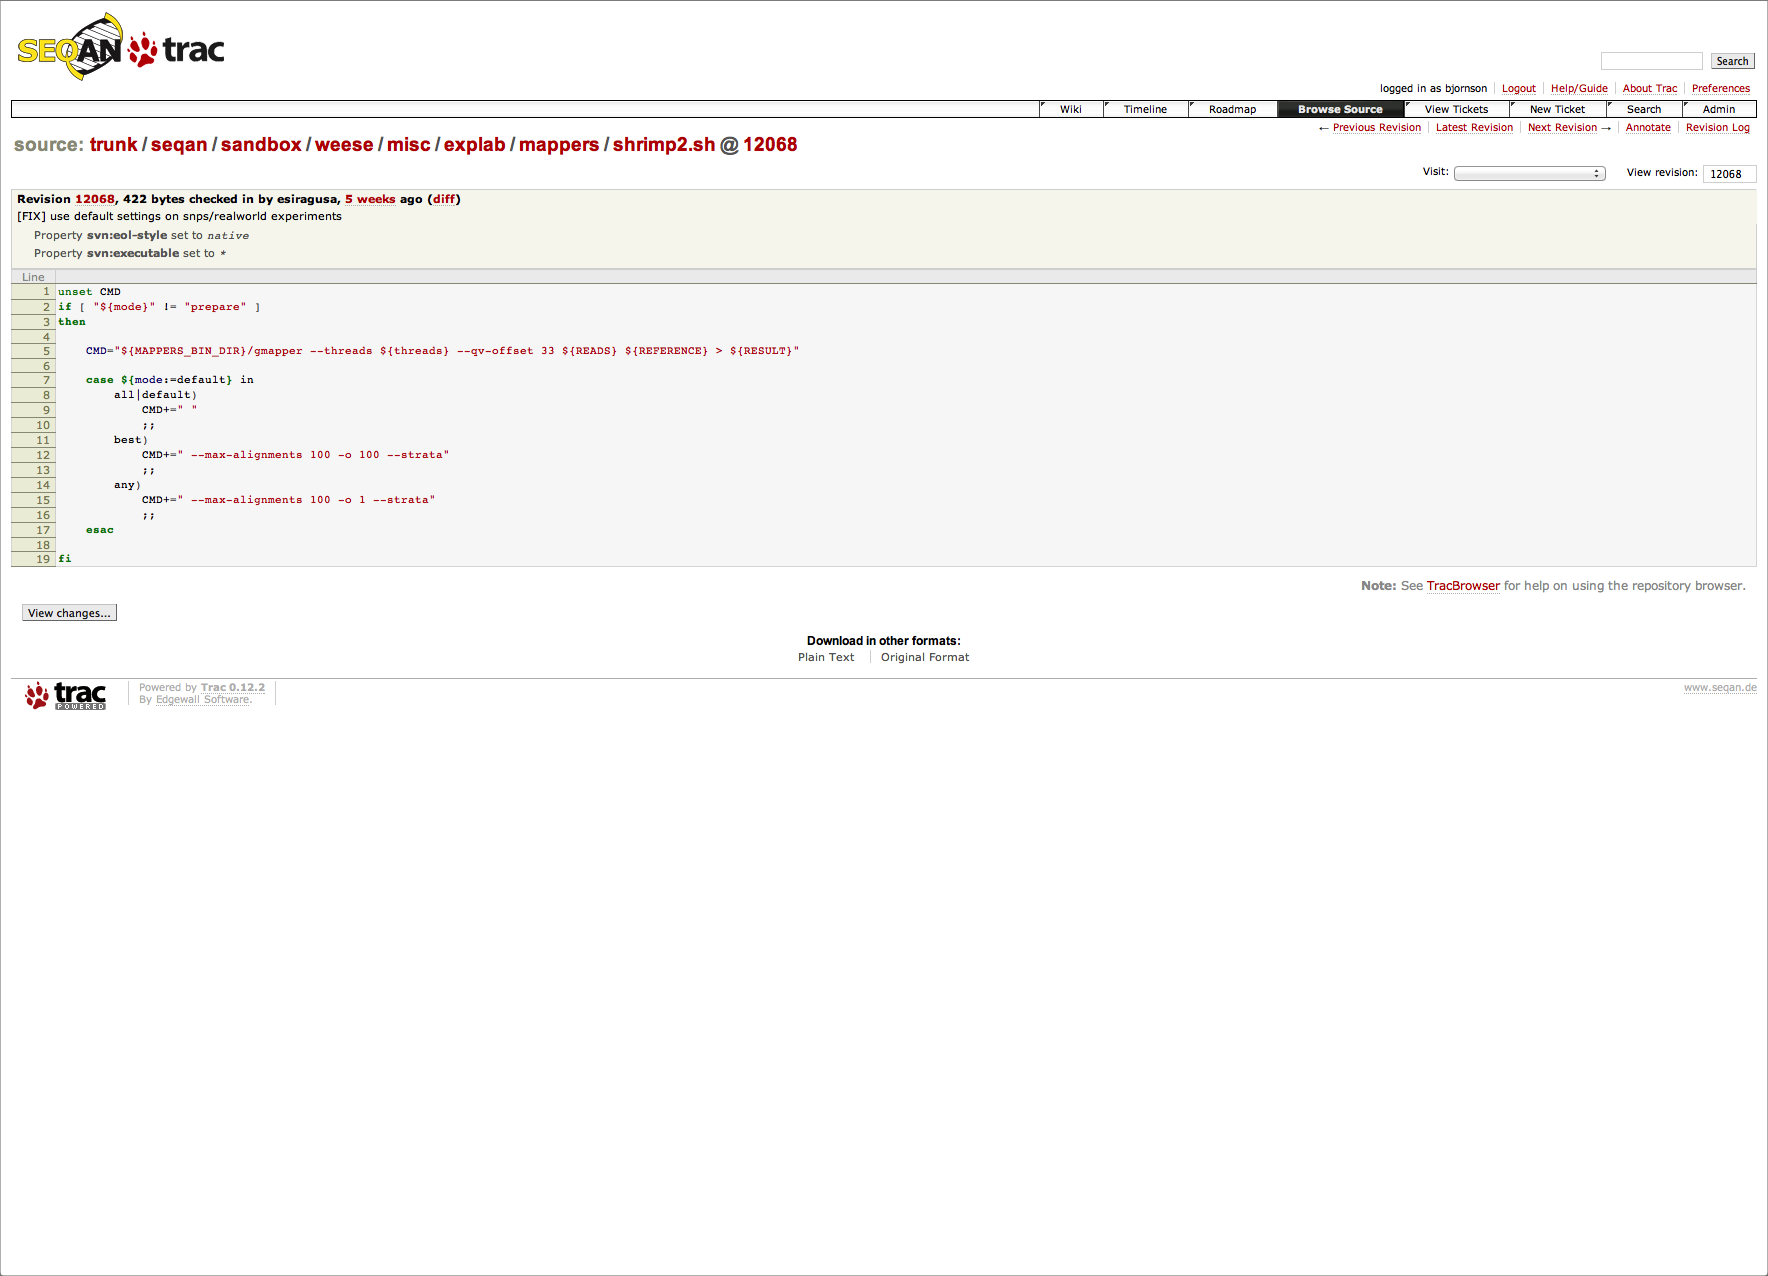 SEQAN trac
Search
logged in as bjornson Logout Help/Guide About Trac Preferences
Wiki Timeline Roadmap Browse Source View Tickets New Ticket Search Admin
← Previous Revision Latest Revision Next Revision → Annotate Revision Log
source: trunk / seqan / sandbox / weese / misc / explab / mappers / shrimp2.sh @ 12068
Visit: View revision: 12068
Revision 12068, 422 bytes checked in by esiragusa, 5 weeks ago (diff)
[FIX] use default settings on snps/realworld experiments
Property svn:eol-style set to native
Property svn:executable set to *
Line
1 unset CMD
2 if [ "${mode}" != "prepare" ]
3 then
4
5     CMD="${MAPPERS_BIN_DIR}/gmapper --threads ${threads} --qv-offset 33 ${READS} ${REFERENCE} > ${RESULT}"
6
7     case ${mode:=default} in
8         all|default)
9             CMD+=" "
10             ;;
11         best)
12             CMD+=" --max-alignments 100 -o 100 --strata"
13             ;;
14         any)
15             CMD+=" --max-alignments 100 -o 1 --strata"
16             ;;
17     esac
18
19 fi
Note: See TracBrowser for help on using the repository browser.
View changes...
Download in other formats:
Plain Text Original Format
trac POWERED
Powered by Trac 0.12.2
By Edgewall Software.
www.seqan.de